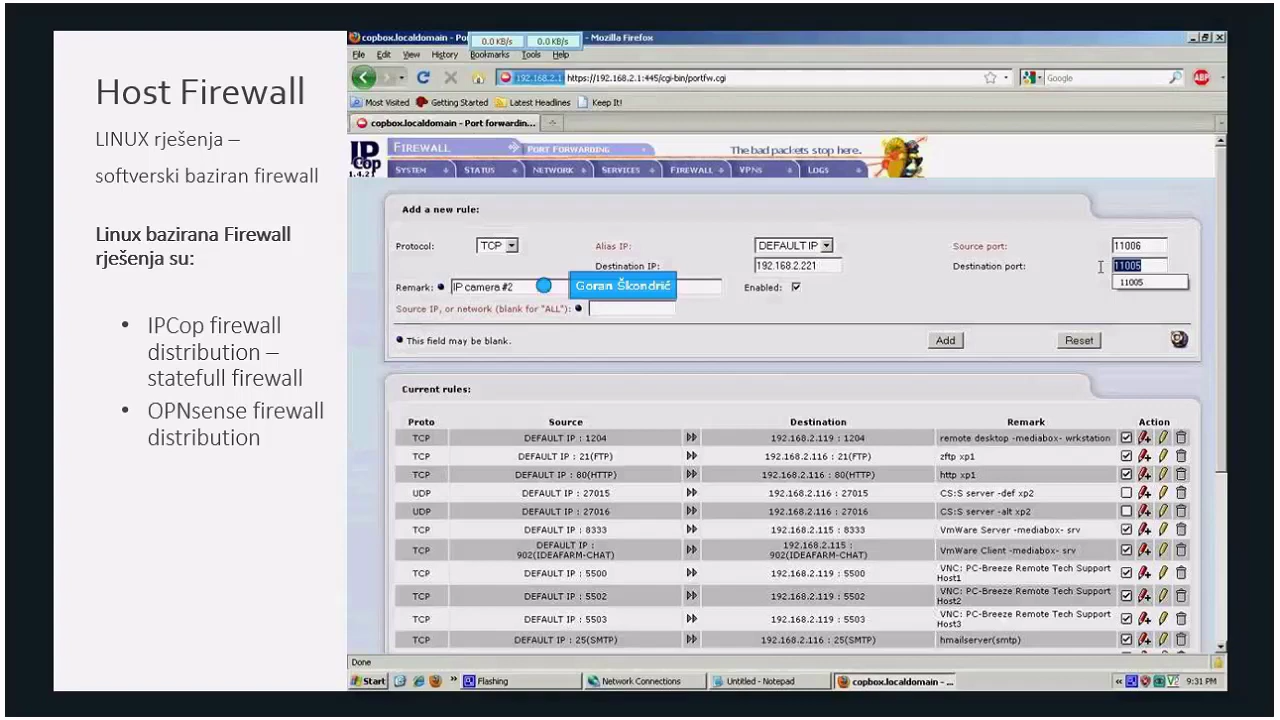 Host Firewall
LINUX rješenja –
softverski baziran firewall
Linux bazirana Firewall
rješenja su:
• IPCop firewall
distribution –
statefull firewall
• OPNsense firewall
distribution
copbox.localdomain - Po
0.0 KB/s 0.0 KB/s
- Mozilla Firefox
File Edit View History Bookmarks Tools Help
192.168.2.1 https://192.168.2.1:445/cgi-bin/portfw.cgi
Google
ABP
Most Visited Getting Started Latest Headlines Keep It!
copbox.localdomain - Port forwardin...
IP Cop
1.4.21
FIREWALL PORT FORWARDING The bad packets stop here.
SYSTEM STATUS NETWORK SERVICES FIREWALL VPNS LOGS
Add a new rule:
Protocol: TCP Alias IP: DEFAULT IP Source port: 11006
Destination IP: 192.168.2.221 Destination port: 11005
11005
Remark: IP camera #2 Enabled:
Goran Škondrić
Source IP, or network (blank for "ALL"):
This field may be blank. Add Reset
Current rules:
Proto Source Destination Remark Action
TCP DEFAULT IP : 1204 192.168.2.119 : 1204 remote desktop -mediabox- wrkstation
TCP DEFAULT IP : 21(FTP) 192.168.2.116 : 21(FTP) zftp xp1
TCP DEFAULT IP : 80(HTTP) 192.168.2.116 : 80(HTTP) http xp1
UDP DEFAULT IP : 27015 192.168.2.116 : 27015 CS:S server -def xp2
UDP DEFAULT IP : 27016 192.168.2.116 : 27016 CS:S server -alt xp2
TCP DEFAULT IP : 8333 192.168.2.115 : 8333 VmWare Server -mediabox- srv
TCP DEFAULT IP : 902(IDEAFARM-CHAT) 192.168.2.115 : 902(IDEAFARM-CHAT) VmWare Client -mediabox- srv
TCP DEFAULT IP : 5500 192.168.2.119 : 5500 VNC: PC-Breeze Remote Tech Support Host1
TCP DEFAULT IP : 5502 192.168.2.119 : 5502 VNC: PC-Breeze Remote Tech Support Host2
TCP DEFAULT IP : 5503 192.168.2.119 : 5503 VNC: PC-Breeze Remote Tech Support Host3
TCP DEFAULT IP : 25(SMTP) 192.168.2.116 : 25(SMTP) hmailserver(smtp)
Done
Start Flashing Network Connections Untitled - Notepad copbox.localdomain - ... 9:31 PM